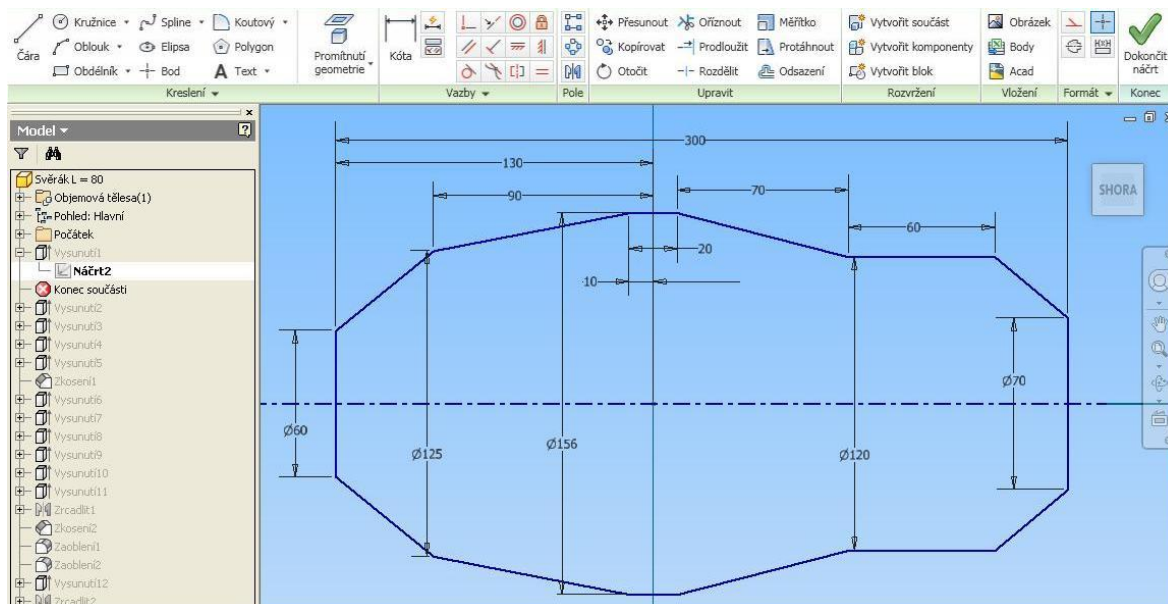 Kružnice Spline Koutový Přesunout Oříznout Měřítko Vytvořit součást Obrázek
Čára Oblouk Elipsa Polygon Promítnutí geometrie Kóta Kopírovat Prodloužit Protáhnout Vytvořit komponenty Body Acad Dokončit náčrt
Obdélník Bod A Text Otočit Rozdělit Odsazení Vytvořit blok
Kreslení Vazby Pole Upravit Rozvržení Vložení Formát Konec
Model
Svěrák L = 80
Objemová tělesa(1)
Pohled: Hlavní
Počátek
Vysunutí1
Náčrt2
Konec součásti
Vysunutí2
Vysunutí3
Vysunutí4
Vysunutí5
Zkosení1
Vysunutí6
Vysunutí7
Vysunutí8
Vysunutí9
Vysunutí10
Vysunutí11
Zrcadlit1
Zkosení2
Zaoblení1
Zaoblení2
Vysunutí12
Zrcadlit2
300
130
90
70
60
20
10
SHORA
Ø70
Ø60
Ø125
Ø156
Ø120